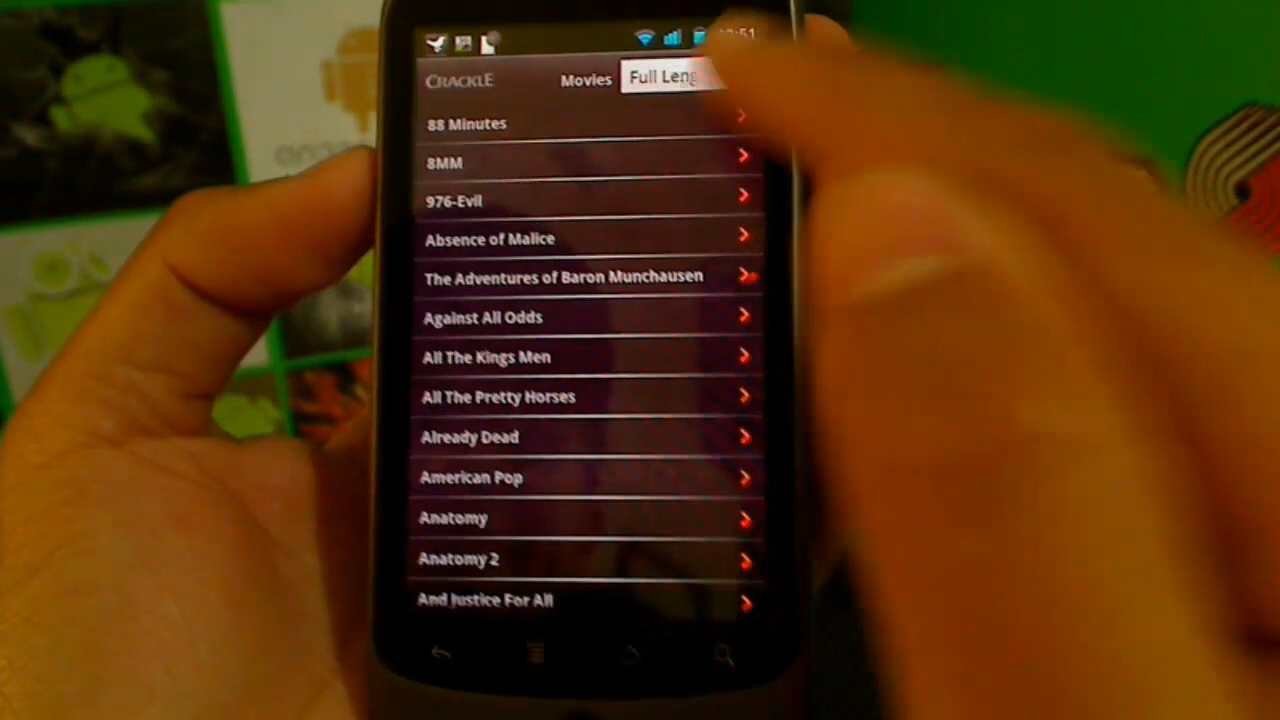 CRACKLE Movies Full Leng
88 Minutes
8MM
976-Evil
Absence of Malice
The Adventures of Baron Munchausen
Against All Odds
All The Kings Men
All The Pretty Horses
Already Dead
American Pop
Anatomy
Anatomy 2
And Justice For All